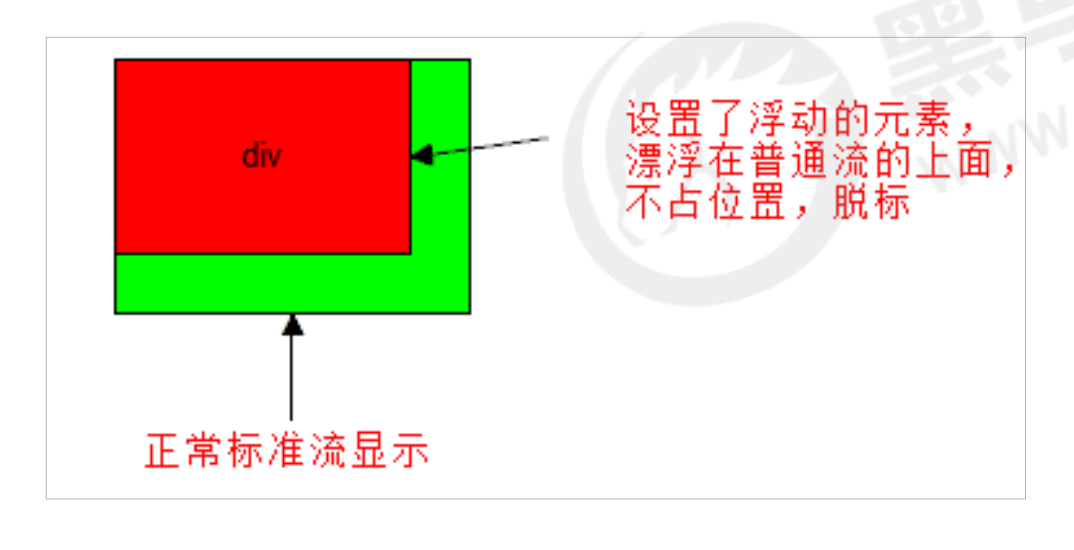 div
设置了浮动的元素，
漂浮在普通流的上面，
不占位置，脱标
正常标准流显示